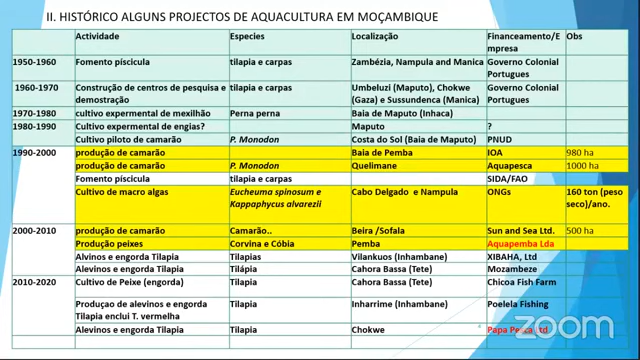 II. HISTÓRICO ALGUNS PROJECTOS DE AQUACULTURA EM MOÇAMBIQUE
Actividade Especies Localização Financeamento/E Obs
mpresa
1950-1960 Fomento píscicula tilapia e carpas Zambézia, Nampula and Manica Governo Colonial
Portugues
1960-1970 Construção de centros de pesquisa e tilapia e carpas Umbeluzi (Maputo), Chokwe Governo Colonial
demostração (Gaza) e Sussundenca (Manica) Portugues
1970-1980 cultivo expermental de mexilhão Perna perna Baia de Maputo (Inhaca)
1980-1990 Cultivo expermental de engias? Maputo ?
Cultivo piloto de camarão P. Monodon Costa do Sol (Baia de Maputo) PNUD
1990-2000 produção de camarão Baia de Pemba IOA 980 ha
produção de camarão P. Monodon Quelimane Aquapesca 1000 ha
Fomento píscicula tilapia e carpas SIDA/FAO
Cultivo de macro algas Eucheuma spinosum e Cabo Delgado e Nampula ONGs 160 ton (peso
Kappaphycus alvarezii seco)/ano.
2000-2010 produção de camarão Camarão.. Beira /Sofala Sun and Sea Ltd. 500 ha
Produção peixes Corvina e Cóbia Pemba Aquapemba Lda
Alvinos e engorda Tilapia Tilapias Vilankuos (Inhambane) XIBAHA, Ltd
Alevinos e engorda Tilapia Tilápia Cahora Bassa (Tete) Mozambeze
2010-2020 Cultivo de Peixe (engorda) Tilapia Cahora Bassa (Tete) Chicoa Fish Farm
Produçao de alevinos e engorda Tilapia Inharrime (Inhambane) Poelela Fishing
Tilapia enclui T. vermelha
Alevinos e engorda Tilapia Tilapia Chokwe Papa Pesca Ltd
zoom